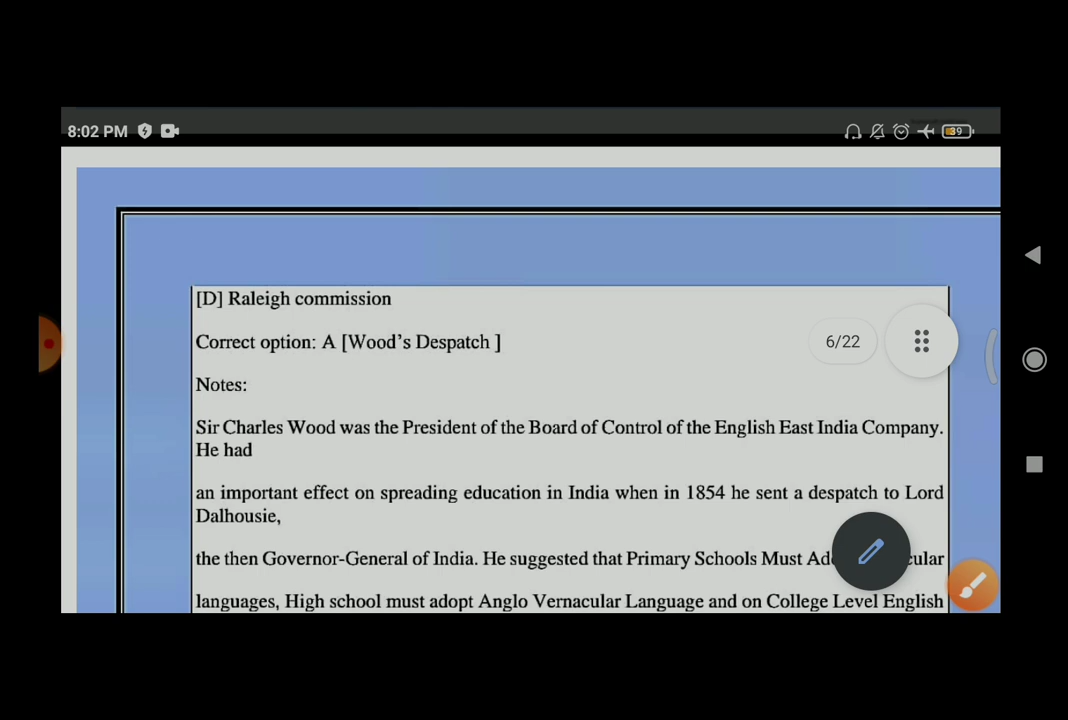 8:02 PM
39
[D] Raleigh commission
Correct option: A [Wood's Despatch ]
6/22
Notes:
Sir Charles Wood was the President of the Board of Control of the English East India Company.
He had
an important effect on spreading education in India when in 1854 he sent a despatch to Lord
Dalhousie,
the then Governor-General of India. He suggested that Primary Schools Must
languages, High school must adopt Anglo Vernacular Language and on College Level English